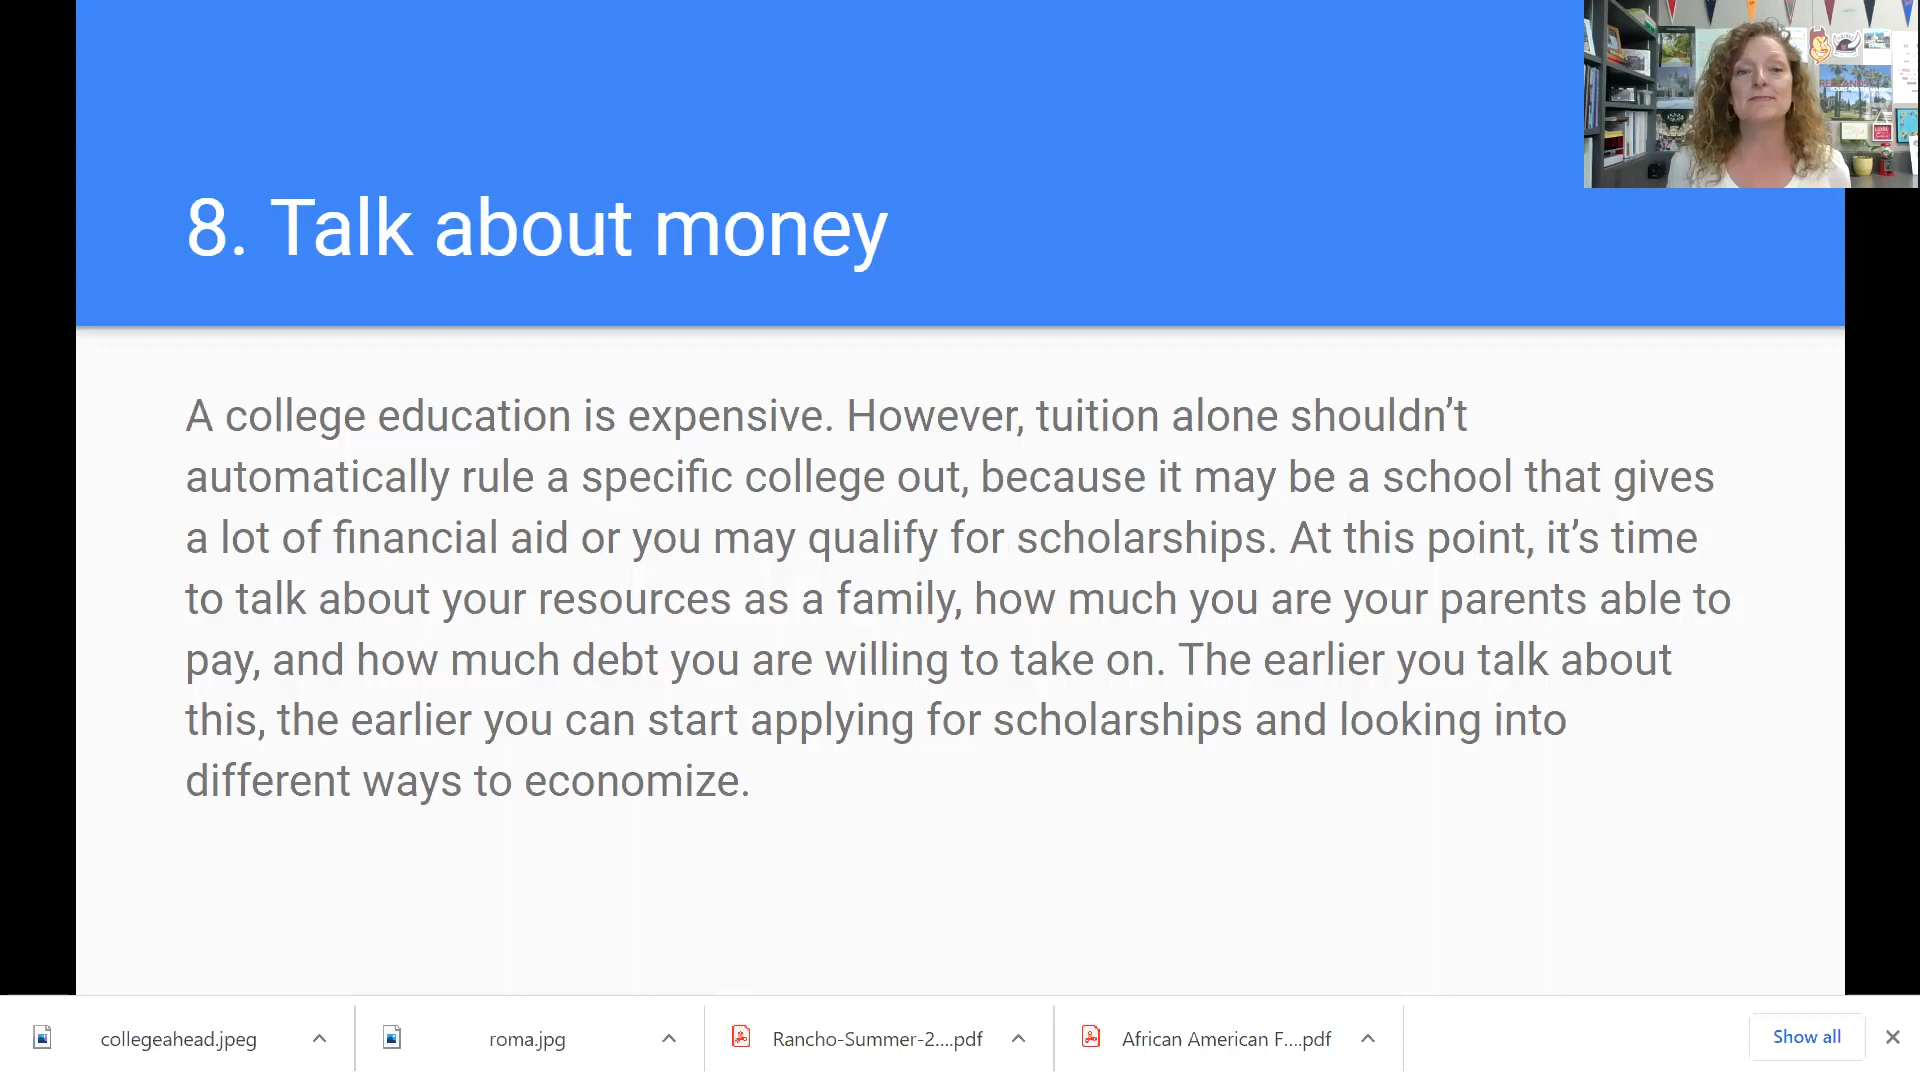 8. Talk about money
A college education is expensive. However, tuition alone shouldn’t
automatically rule a specific college out, because it may be a school that gives
a lot of financial aid or you may qualify for scholarships. At this point, it’s time
to talk about your resources as a family, how much you are your parents able to
pay, and how much debt you are willing to take on. The earlier you talk about
this, the earlier you can start applying for scholarships and looking into
different ways to economize.
collegeahead.jpeg
roma.jpg
Rancho-Summer-2....pdf
African American F....pdf
Show all